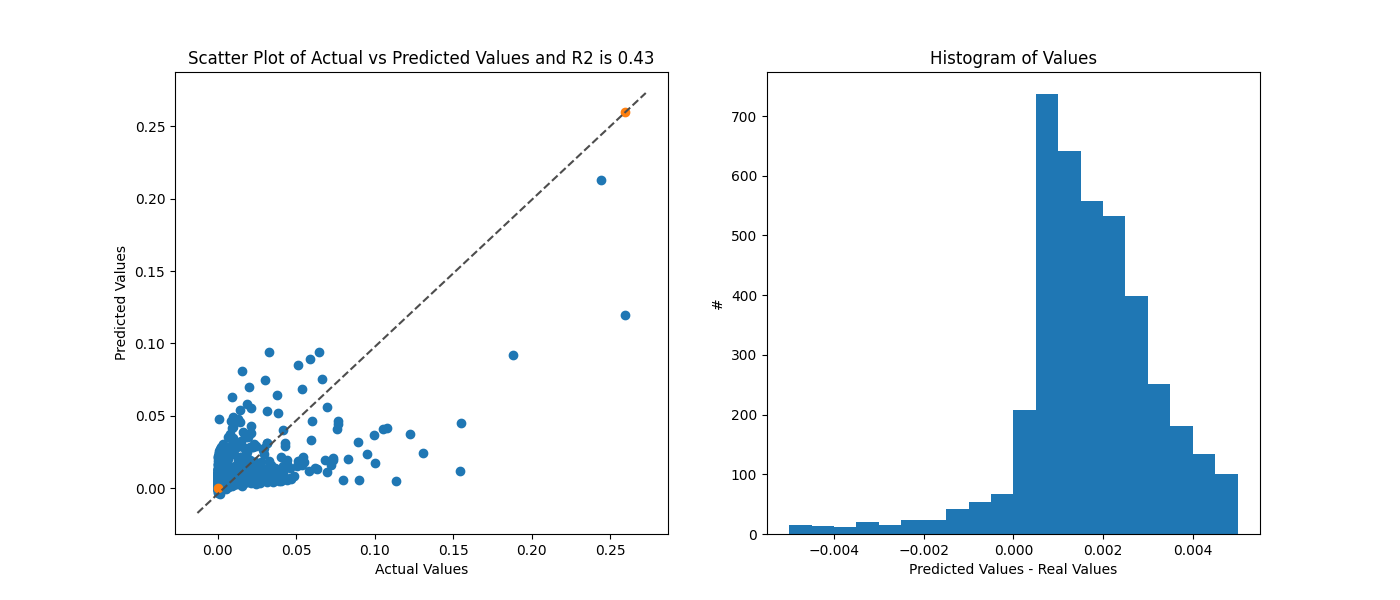 Scatter Plot of Actual vs Predicted Values and R2 is 0.43
Predicted Values
0.25
0.20
0.15
0.10
0.05
0.00
0.00 0.05 0.10 0.15 0.20 0.25
Actual Values
Histogram of Values
#
700
600
500
400
300
200
100
0
−0.004 −0.002 0.000 0.002 0.004
Predicted Values - Real Values